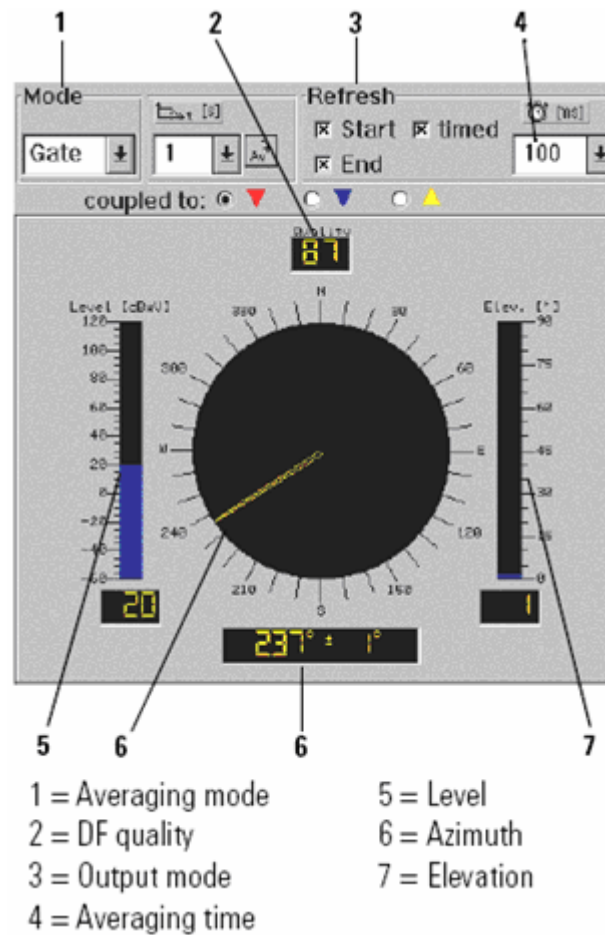 1 2 3 4
Mode Refresh
[s] [ms]
Start timed
Gate 1 Av 100
End
coupled to:
Quality
87
Level [dBµV] Elev. [°]
N 30 60 E 120 150 S 210 240 W 300 330
120 100 80 60 40 20 0 -20 -40 -60
90 75 60 45 30 15 0
20 1
237° ± 1°
5 6 6 7
1 = Averaging mode 5 = Level
2 = DF quality 6 = Azimuth
3 = Output mode 7 = Elevation
4 = Averaging time